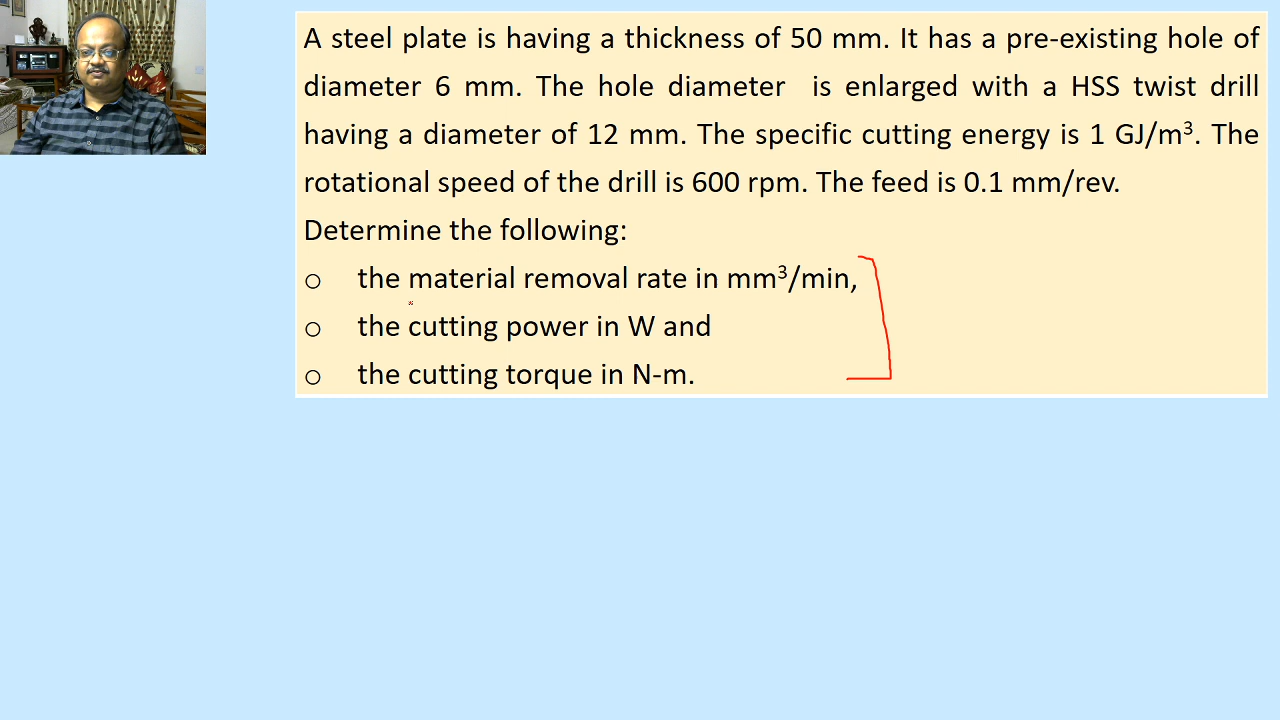 A steel plate is having a thickness of 50 mm. It has a pre-existing hole of
diameter 6 mm. The hole diameter is enlarged with a HSS twist drill
having a diameter of 12 mm. The specific cutting energy is 1 GJ/m³. The
rotational speed of the drill is 600 rpm. The feed is 0.1 mm/rev.
Determine the following:
o the material removal rate in mm³/min,
o the cutting power in W and
o the cutting torque in N-m.